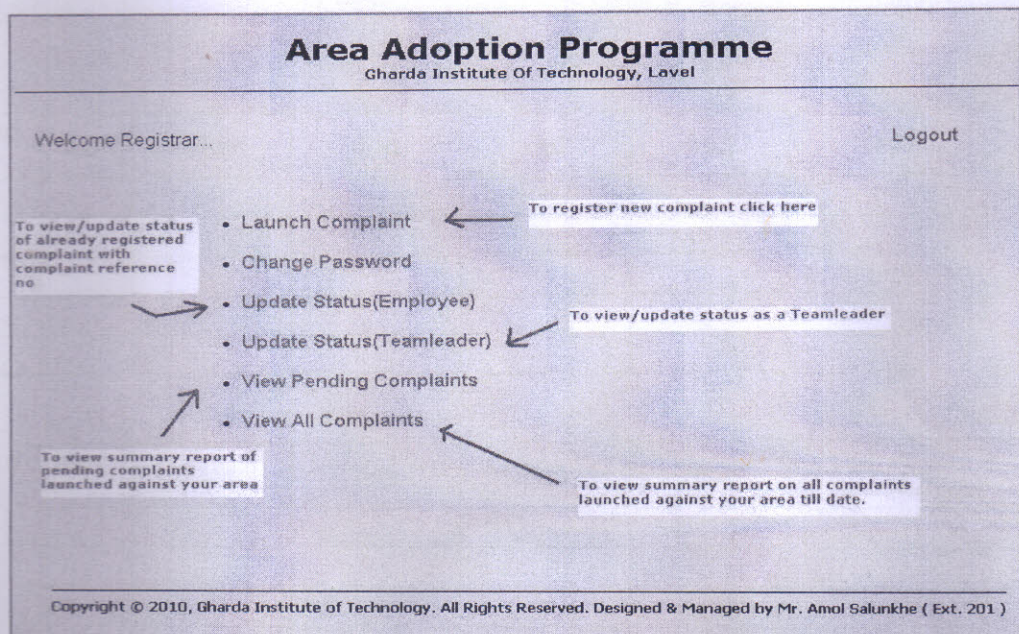 Area Adoption Programme
Gharda Institute Of Technology, Lavel
Welcome Registrar...
Logout
To register new complaint click here
• Launch Complaint
To view/update status
of already registered
complaint with
complaint reference
no
• Change Password
• Update Status(Employee)
To view/update status as a Teamleader
• Update Status(Teamleader)
• View Pending Complaints
• View All Complaints
To view summary report of
pending complaints
launched against your area
To view summary report on all complaints
launched against your area till date.
Copyright © 2010, Gharda Institute of Technology. All Rights Reserved. Designed & Managed by Mr. Amol Salunkhe ( Ext. 201 )